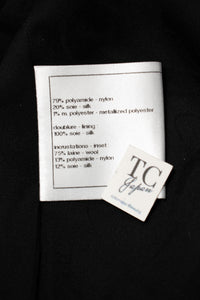 79% polyamide - nylon
20% soie - silk
1% m. polyester - metallized polyester
doublure - lining
100% soie - silk
incrustations - inset
75% laine - wool
13% polyamide - nylon
12% soie - silk
TC
Japan